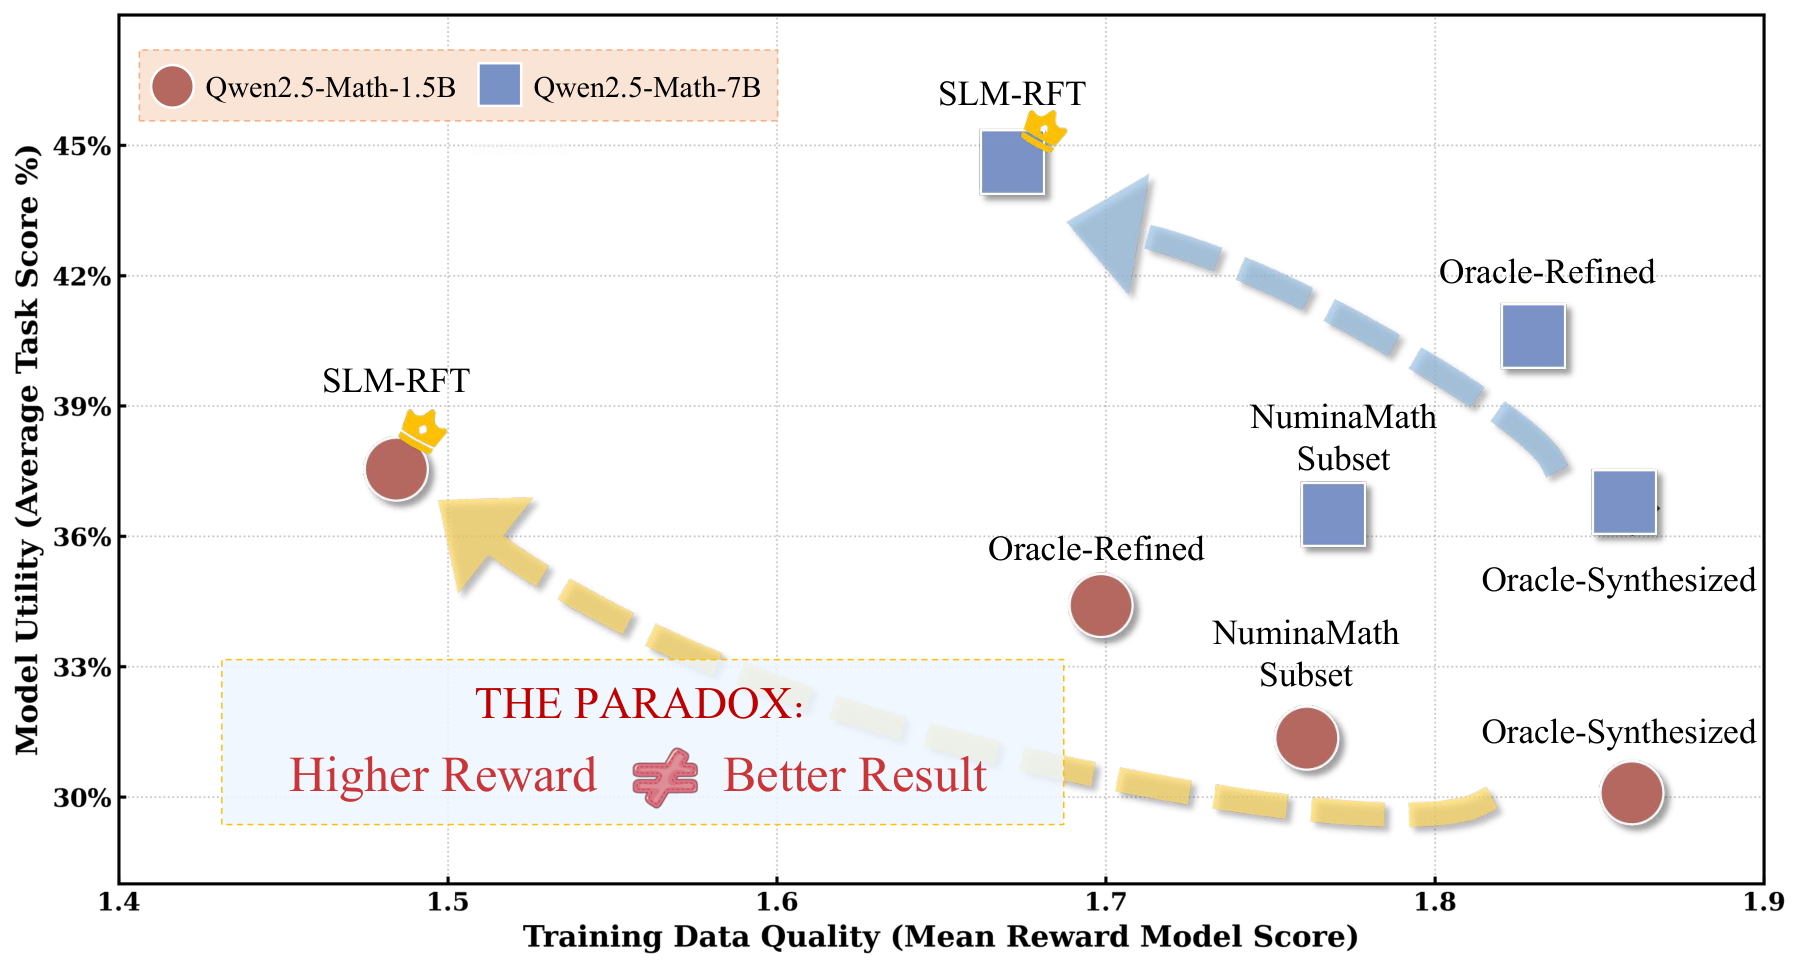 Qwen2.5-Math-1.5B
Qwen2.5-Math-7B
SLM-RFT
Oracle-Refined
SLM-RFT
NuminaMath
Subset
Oracle-Refined
Oracle-Synthesized
NuminaMath
Subset
Oracle-Synthesized
THE PARADOX:
Higher Reward ≠ Better Result
Model Utility (Average Task Score %)
45%
42%
39%
36%
33%
30%
1.4 1.5 1.6 1.7 1.8 1.9
Training Data Quality (Mean Reward Model Score)